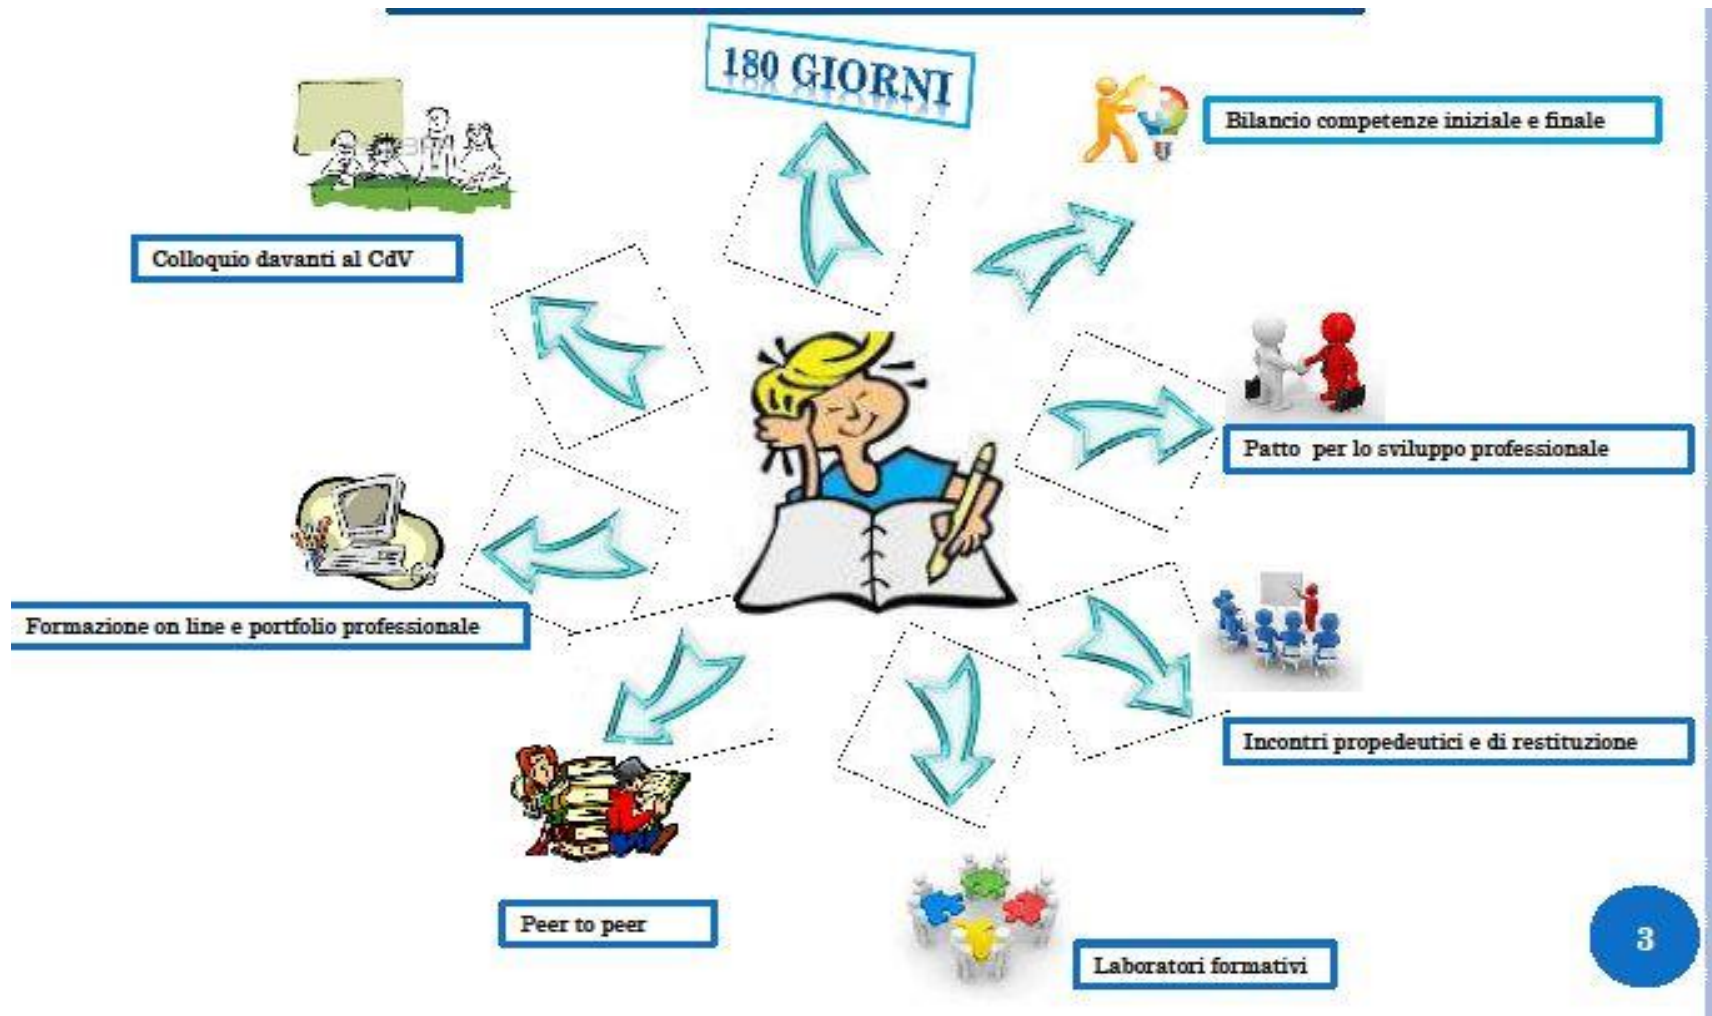 180 GIORNI
Bilancio competenze iniziale e finale
Colloquio davanti al CdV
Patto per lo sviluppo professionale
Formazione on line e portfolio professionale
Incontri propedeutici e di restituzione
Peer to peer
Laboratori formativi
3